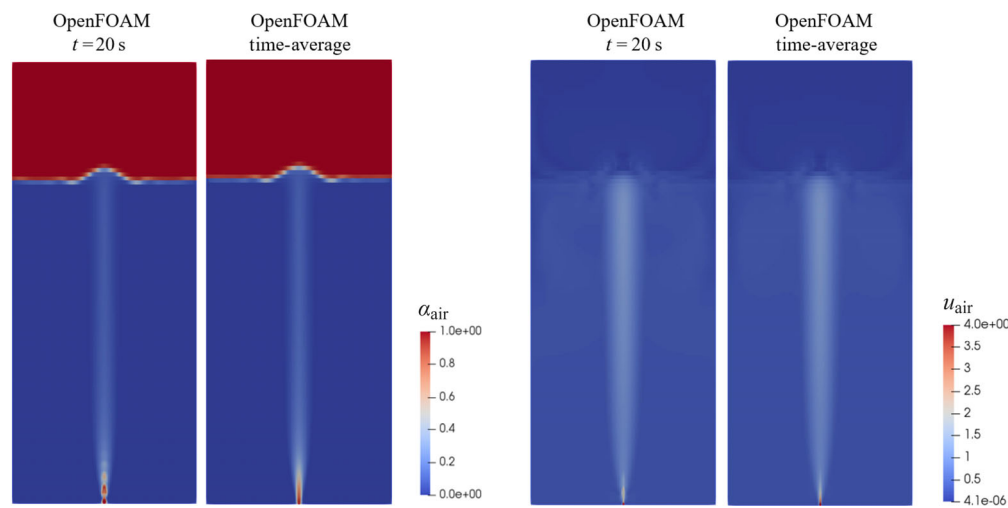 OpenFOAM
t = 20 s
OpenFOAM
time-average
OpenFOAM
t = 20 s
OpenFOAM
time-average
αair
1.0e+00
0.8
0.6
0.4
0.2
0.0e+00
uair
4.0e+00
3.5
3
2.5
2
1.5
1
0.5
4.1e-06